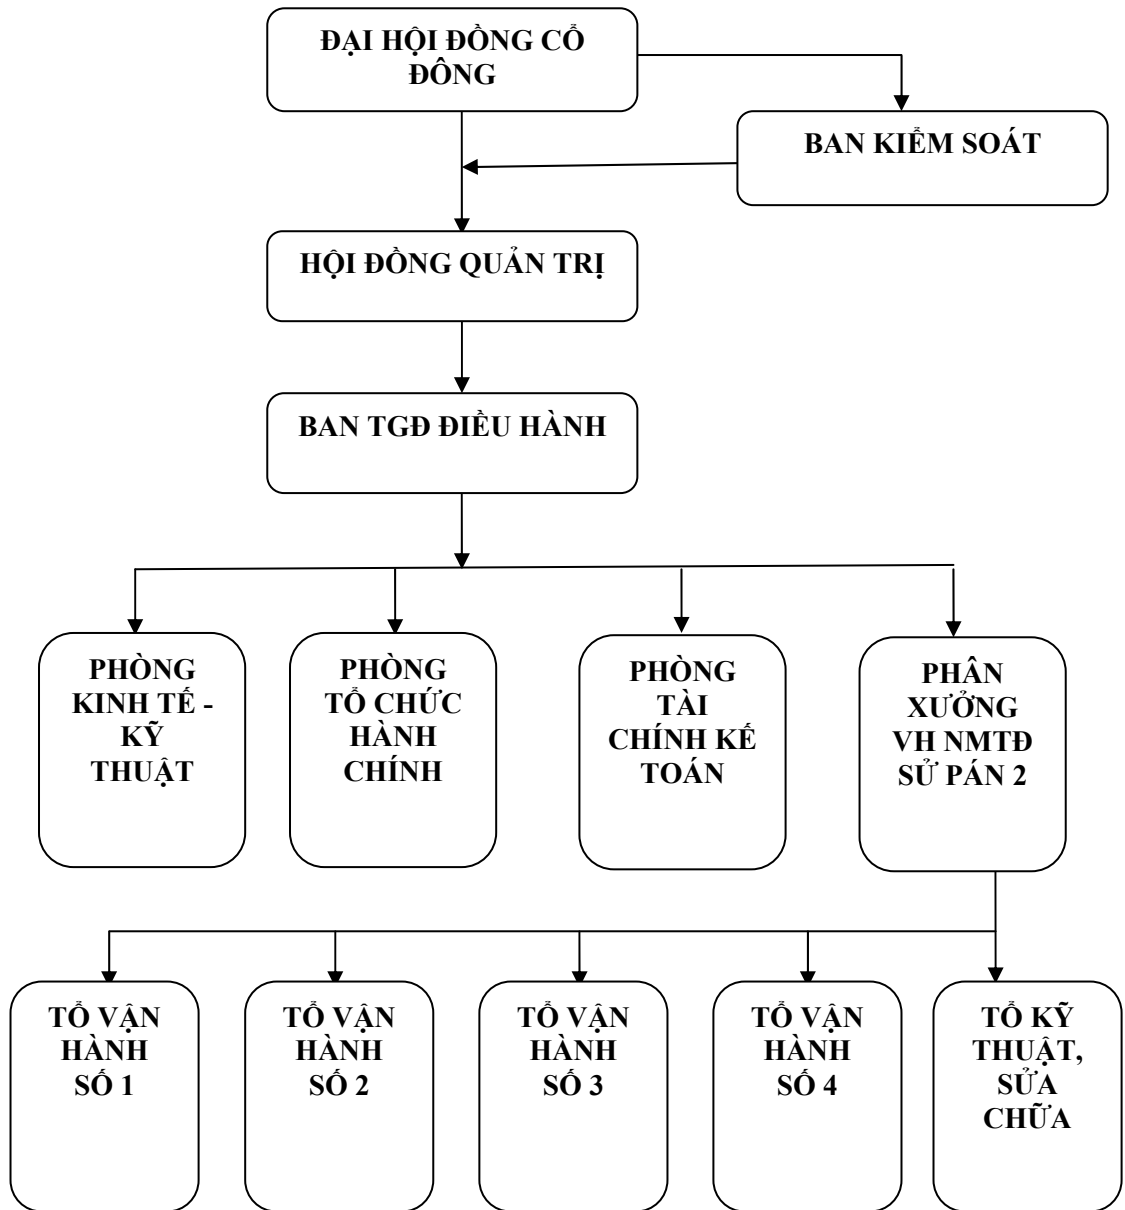 ĐẠI HỘI ĐỒNG CỔ
ĐÔNG
BAN KIỂM SOÁT
HỘI ĐỒNG QUẢN TRỊ
BAN TGĐ ĐIỀU HÀNH
PHÒNG
KINH TẾ -
KỸ
THUẬT
PHÒNG
TỔ CHỨC
HÀNH
CHÍNH
PHÒNG
TÀI
CHÍNH KẾ
TOÁN
PHÂN
XƯỞNG
VH NMTĐ
SỬ PÁN 2
TỔ VẬN
HÀNH
SỐ 1
TỔ VẬN
HÀNH
SỐ 2
TỔ VẬN
HÀNH
SỐ 3
TỔ VẬN
HÀNH
SỐ 4
TỔ KỸ
THUẬT,
SỬA
CHỮA